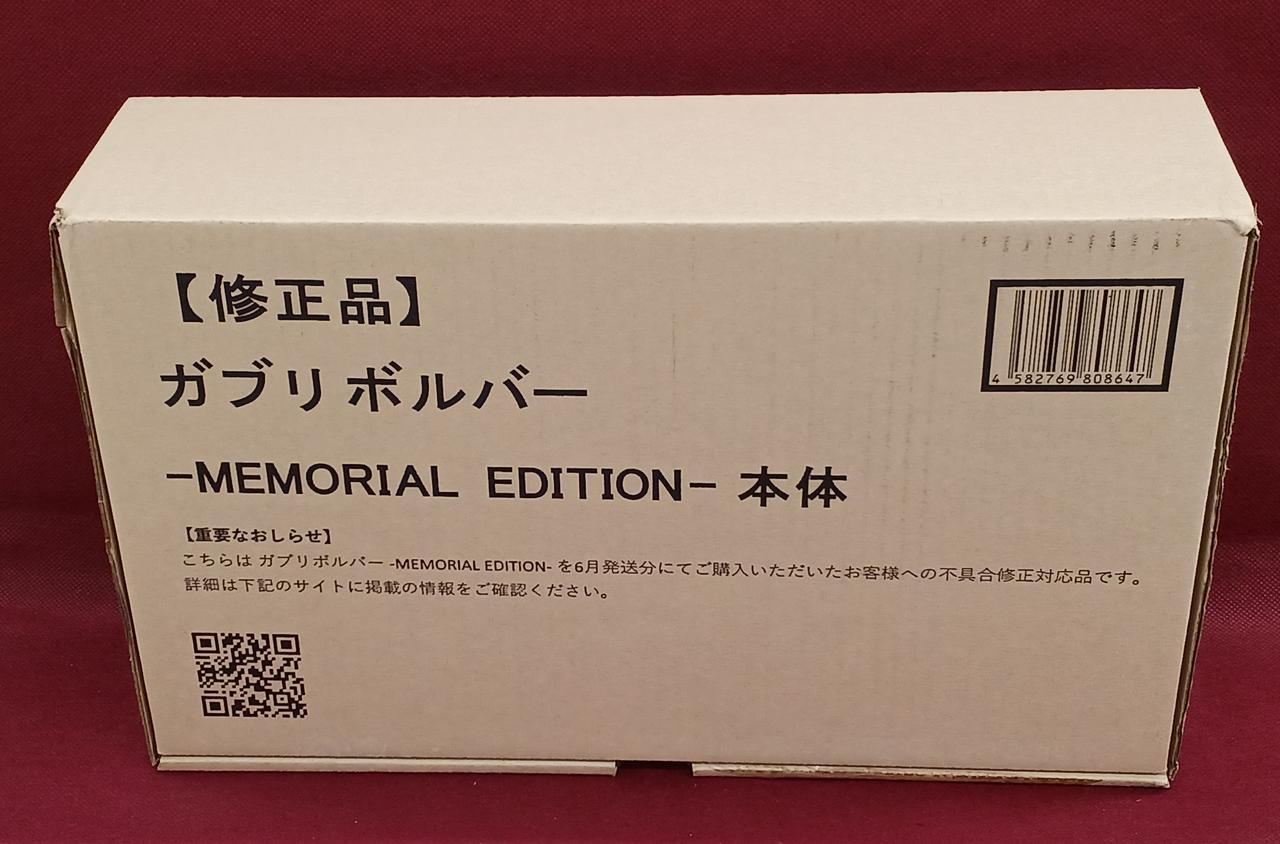 【修正品】
ガブリボルバー
-MEMORIAL EDITION- 本体
4 582769 808647
【重要なおしらせ】
こちらは ガブリボルバー -MEMORIAL EDITION- を6月発送分にてご購入いただいたお客様への不具合修正対応品です。
詳細は下記のサイトに掲載の情報をご確認ください。